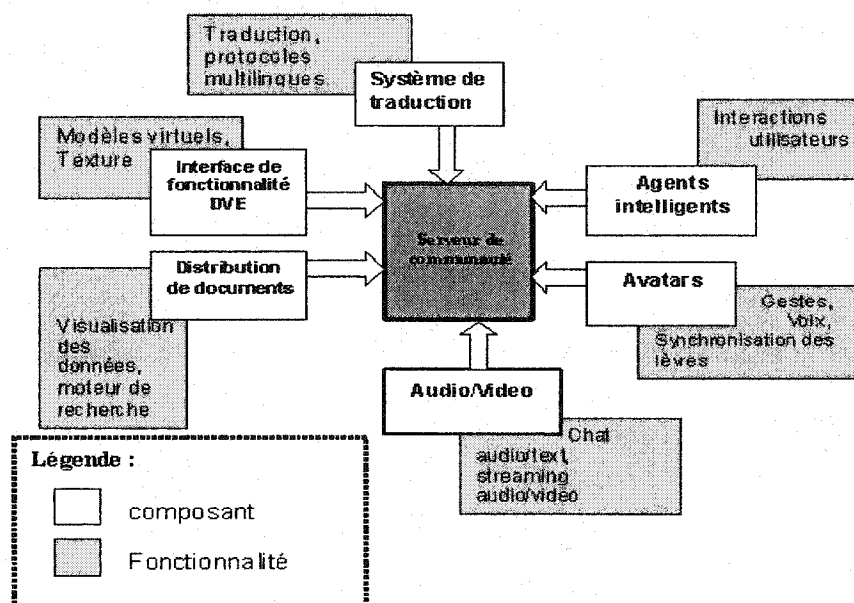 Traduction,
protocoles
multilinques
Système de
traduction
Modèles virtuels,
Texture
Interface de
fonctionnalité
DVE
Interactions
utilisateurs
Agents
intelligents
Serveur de
communauté
Distribution
de documents
Visualisation
des
données,
moteur de
recherche
Avatars
Gestes,
Voix,
Synchronisation des
lèvres
Audio/Video
Chat
audio/text,
streaming
audio/video
Légende :
composant
Fonctionnalité